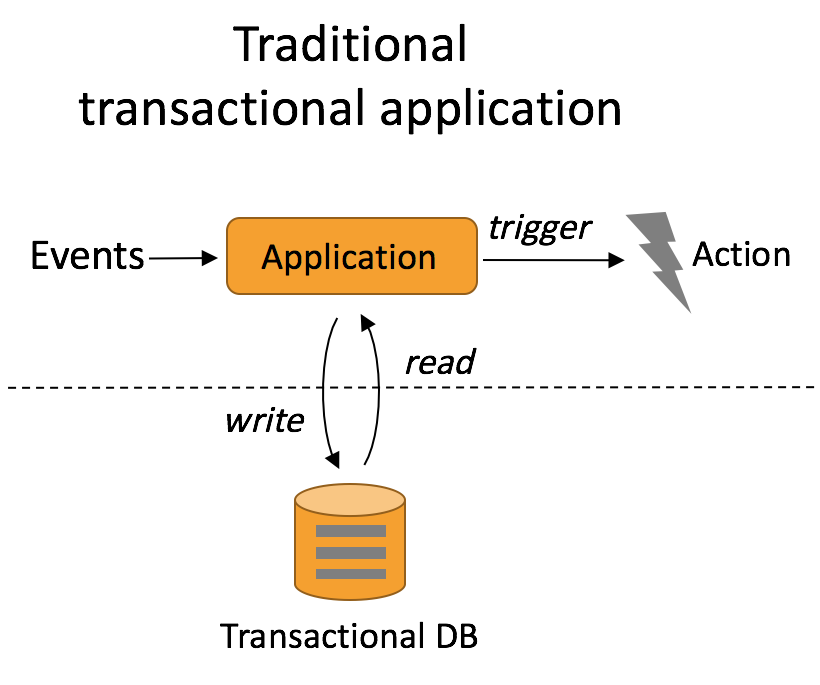 Traditional
transactional application
Events
Application
trigger
Action
read
write
Transactional DB